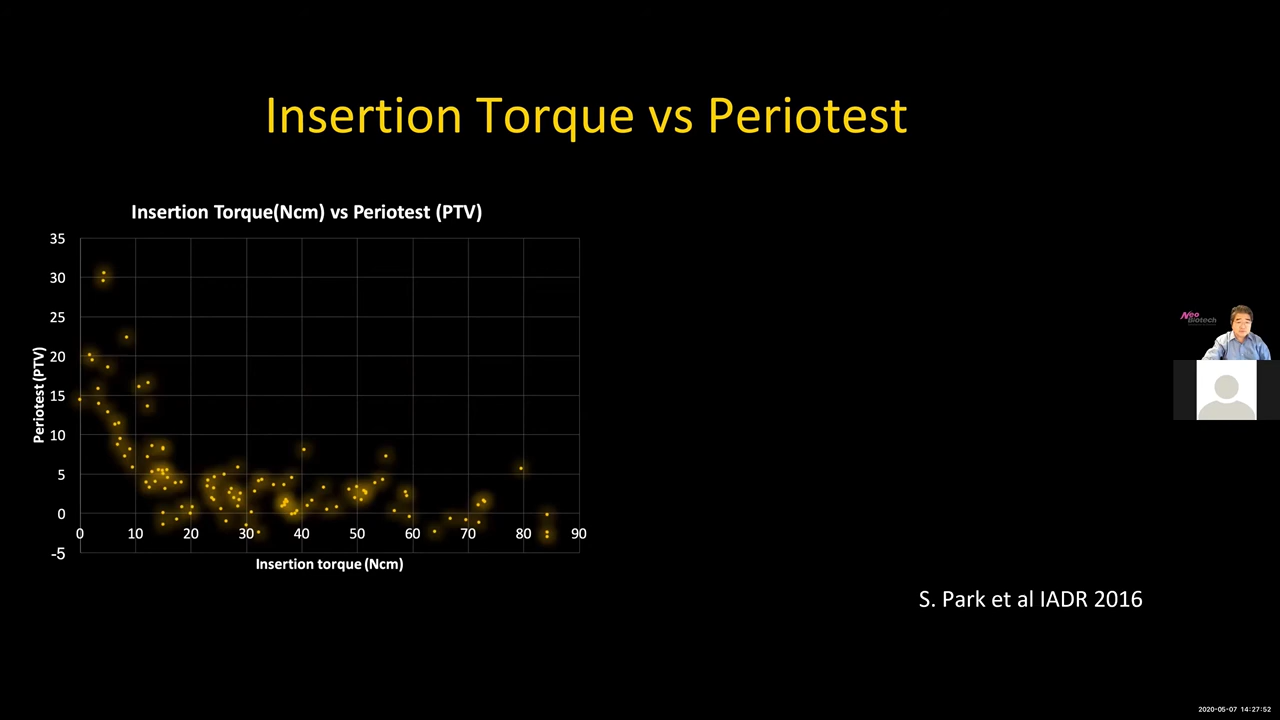 Insertion Torque vs Periotest
Insertion Torque(Ncm) vs Periotest (PTV)
35
30
25
20
15
10
5
0
-5
Periotest (PTV)
0 10 20 30 40 50 60 70 80 90
Insertion torque (Ncm)
Neo
Biotech
S. Park et al IADR 2016
2020-05-07 14:27:52